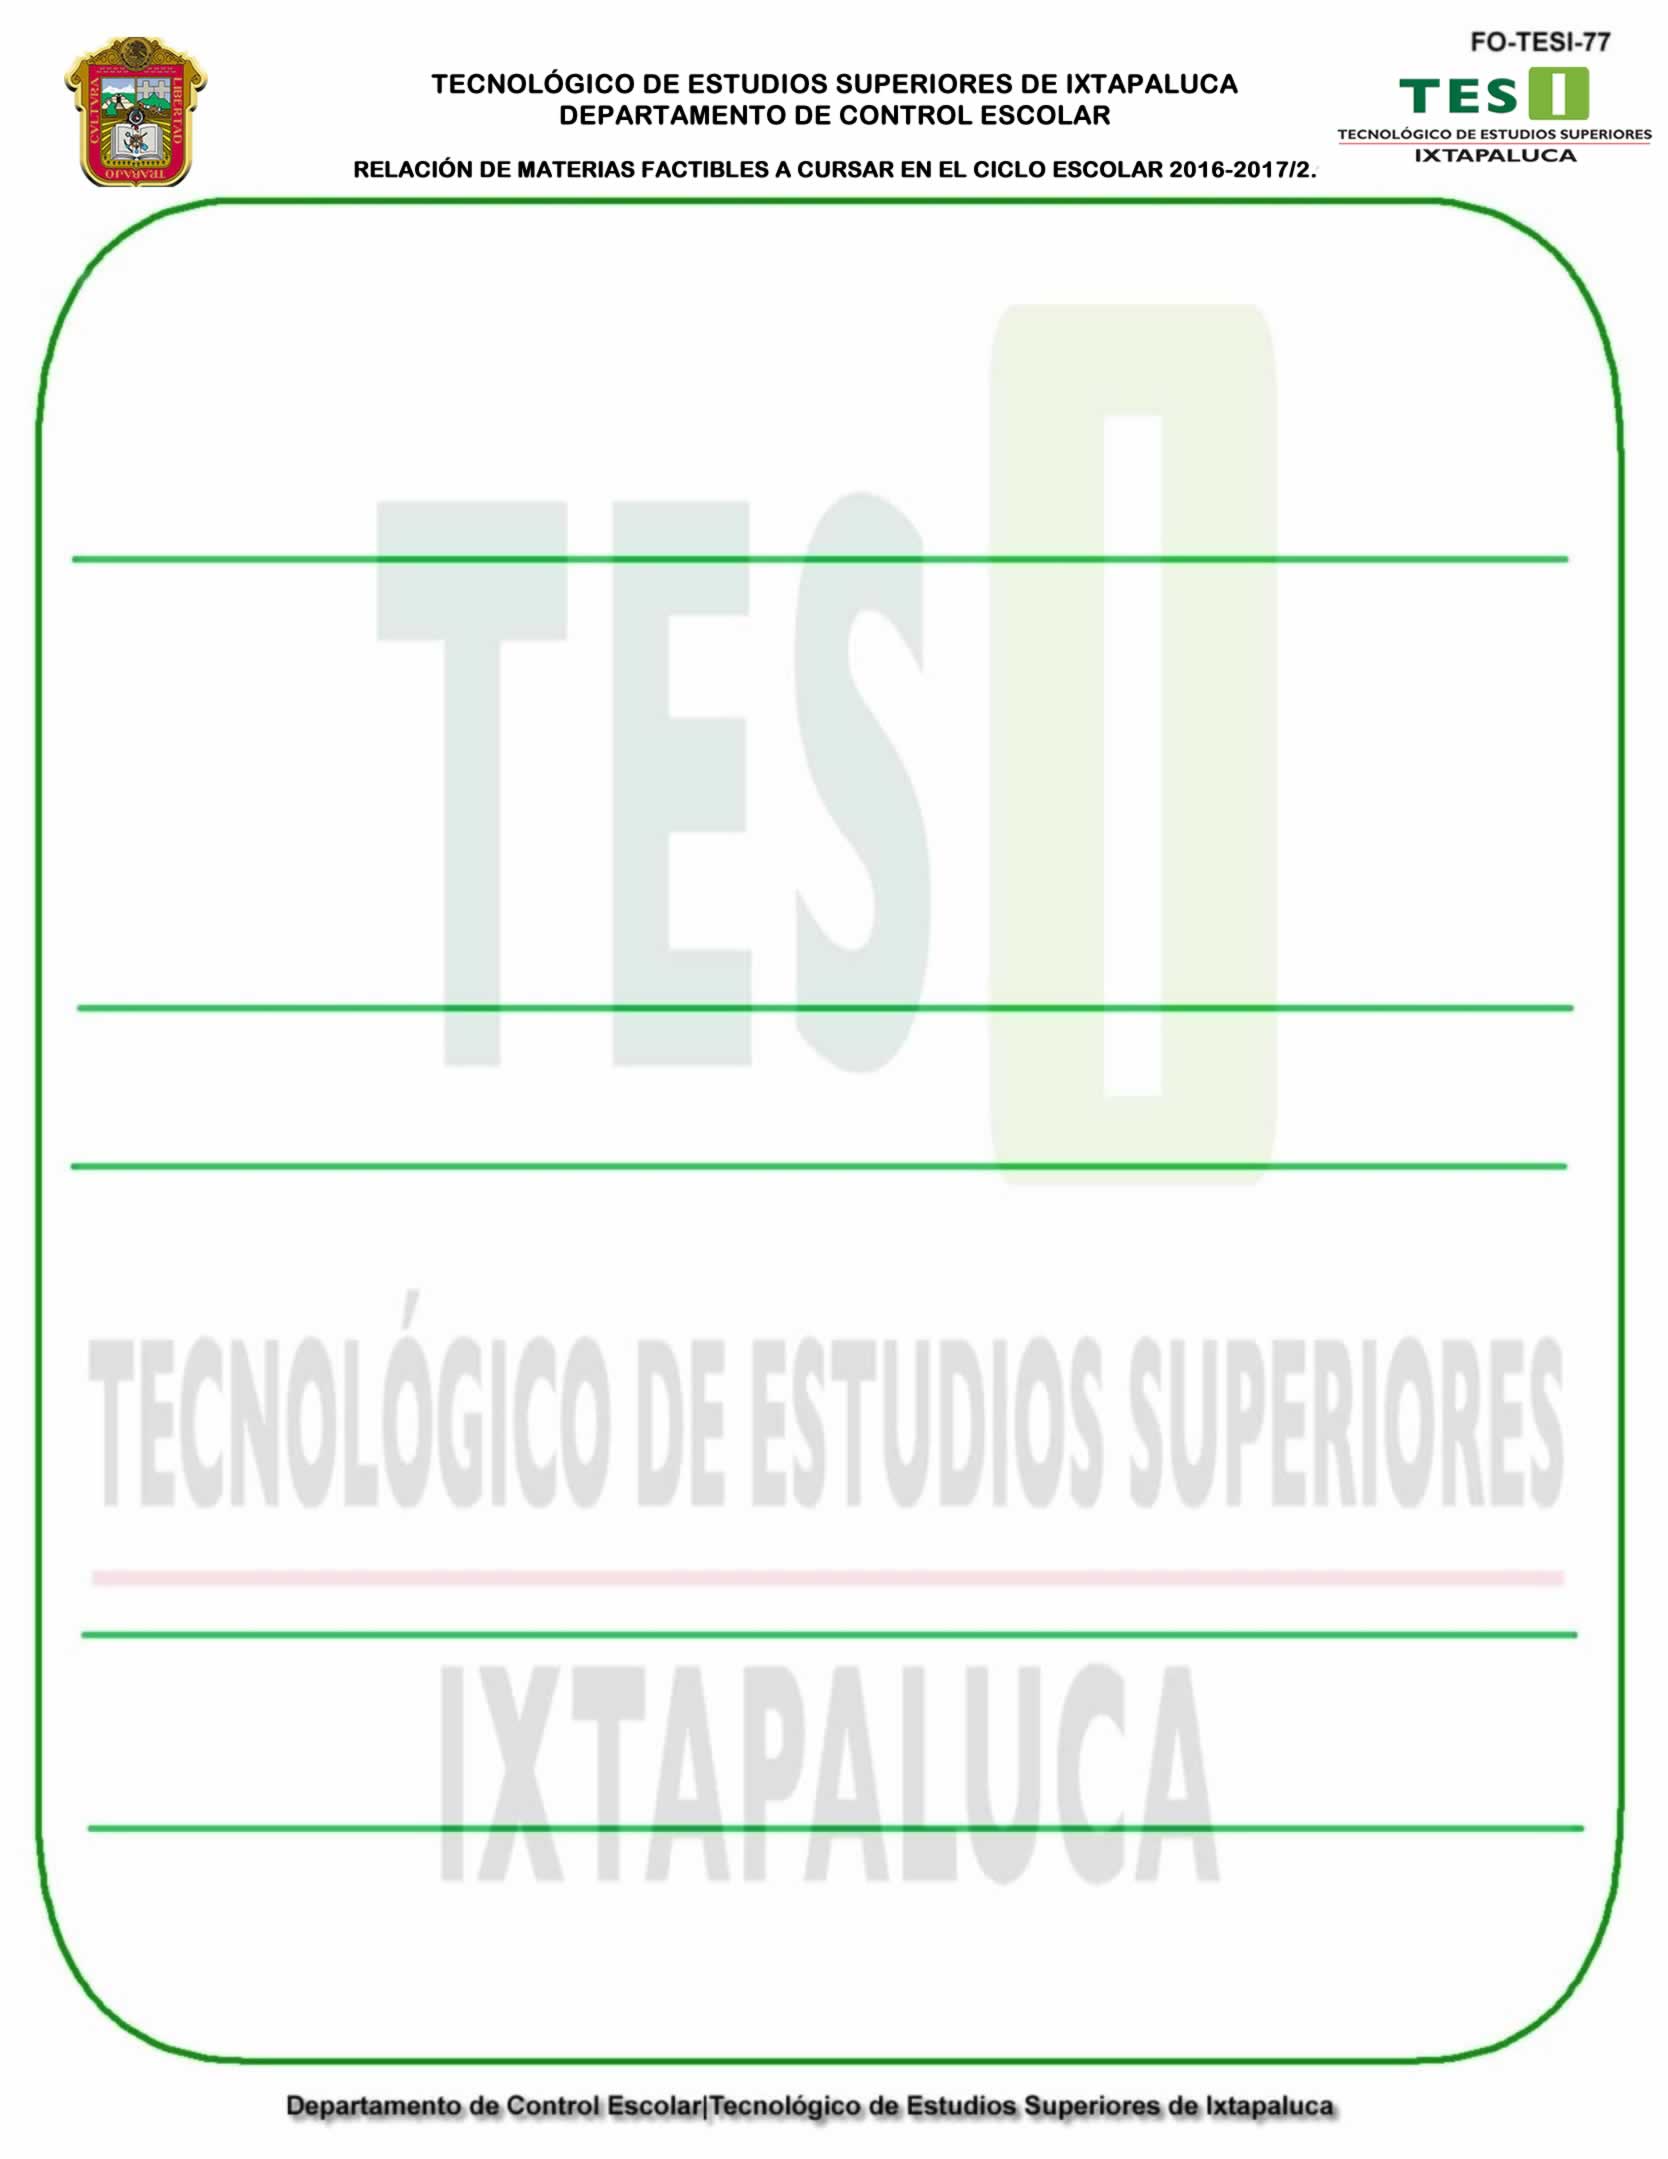 FO-TESI-77
TECNOLÓGICO DE ESTUDIOS SUPERIORES DE IXTAPALUCA
DEPARTAMENTO DE CONTROL ESCOLAR
RELACIÓN DE MATERIAS FACTIBLES A CURSAR EN EL CICLO ESCOLAR 2016-2017/2.
CVLTVRA
LIBERTAD
TRABAJO
TESI
TECNOLÓGICO DE ESTUDIOS SUPERIORES
IXTAPALUCA
TESI
TECNOLÓGICO DE ESTUDIOS SUPERIORES
IXTAPALUCA
Departamento de Control Escolar|Tecnológico de Estudios Superiores de Ixtapaluca